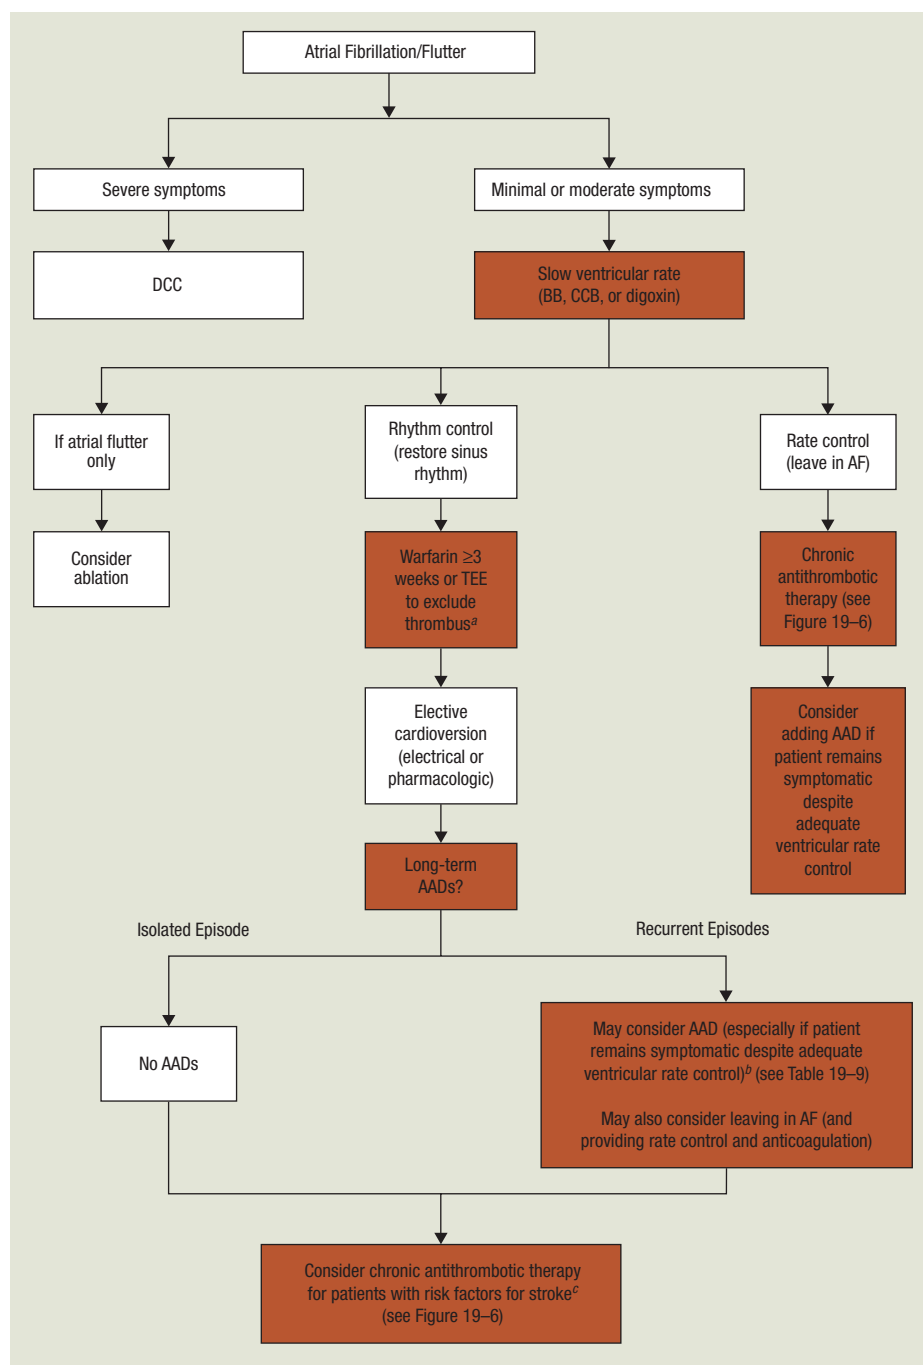 Atrial Fibrillation/Flutter
Severe symptoms
Minimal or moderate symptoms
DCC
Slow ventricular rate
(BB, CCB, or digoxin)
If atrial flutter
only
Rhythm control
(restore sinus
rhythm)
Rate control
(leave in AF)
Consider
ablation
Warfarin ≥3
weeks or TEE
to exclude
thrombusᵃ
Chronic
antithrombotic
therapy (see
Figure 19–6)
Elective
cardioversion
(electrical or
pharmacologic)
Consider
adding AAD if
patient remains
symptomatic
despite
adequate
ventricular rate
control
Long-term
AADs?
Isolated Episode
Recurrent Episodes
No AADs
May consider AAD (especially if patient
remains symptomatic despite adequate
ventricular rate control)ᵇ (see Table 19–9)
May also consider leaving in AF (and
providing rate control and anticoagulation)
Consider chronic antithrombotic therapy
for patients with risk factors for strokeᶜ
(see Figure 19–6)